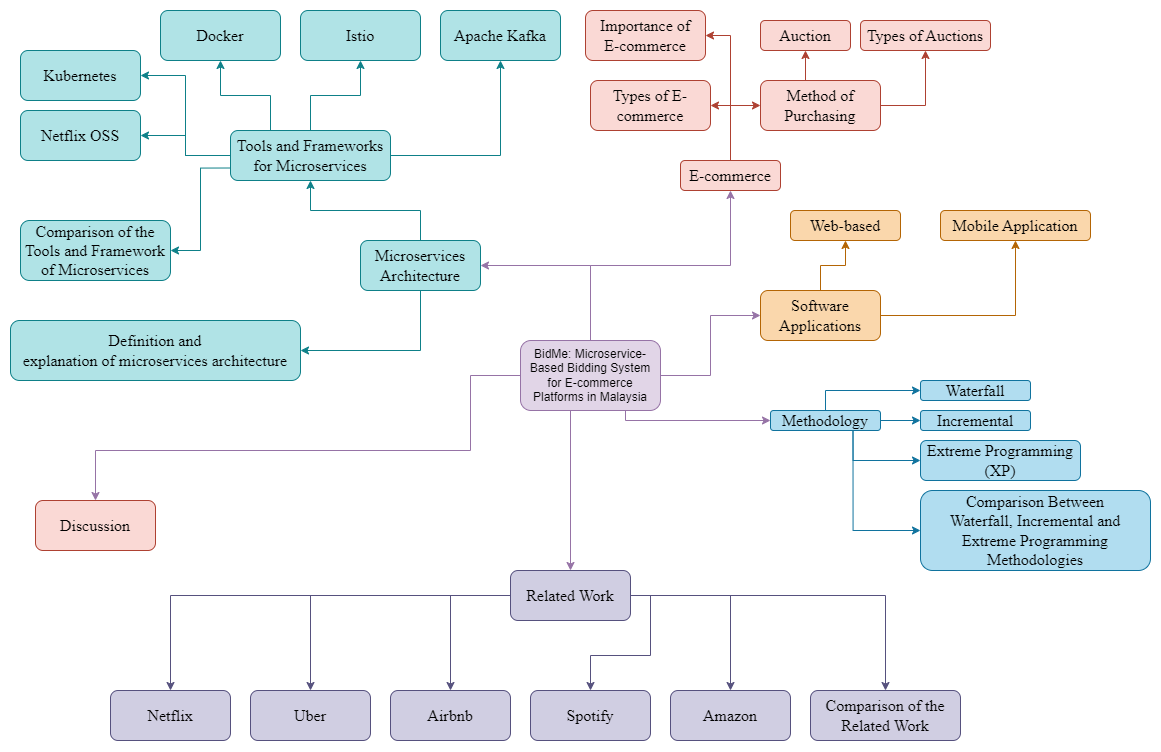 Docker
Istio
Apache Kafka
Importance of
E-commerce
Auction
Types of Auctions
Kubernetes
Types of E-
commerce
Method of
Purchasing
Netflix OSS
Tools and Frameworks
for Microservices
E-commerce
Comparison of the
Tools and Framework
of Microservices
Microservices
Architecture
Web-based
Mobile Application
Software
Applications
Definition and
explanation of microservices architecture
BidMe: Microservice-
Based Bidding System
for E-commerce
Platforms in Malaysia
Methodology
Waterfall
Incremental
Extreme Programming
(XP)
Comparison Between
Waterfall, Incremental and
Extreme Programming
Methodologies
Discussion
Related Work
Netflix
Uber
Airbnb
Spotify
Amazon
Comparison of the
Related Work